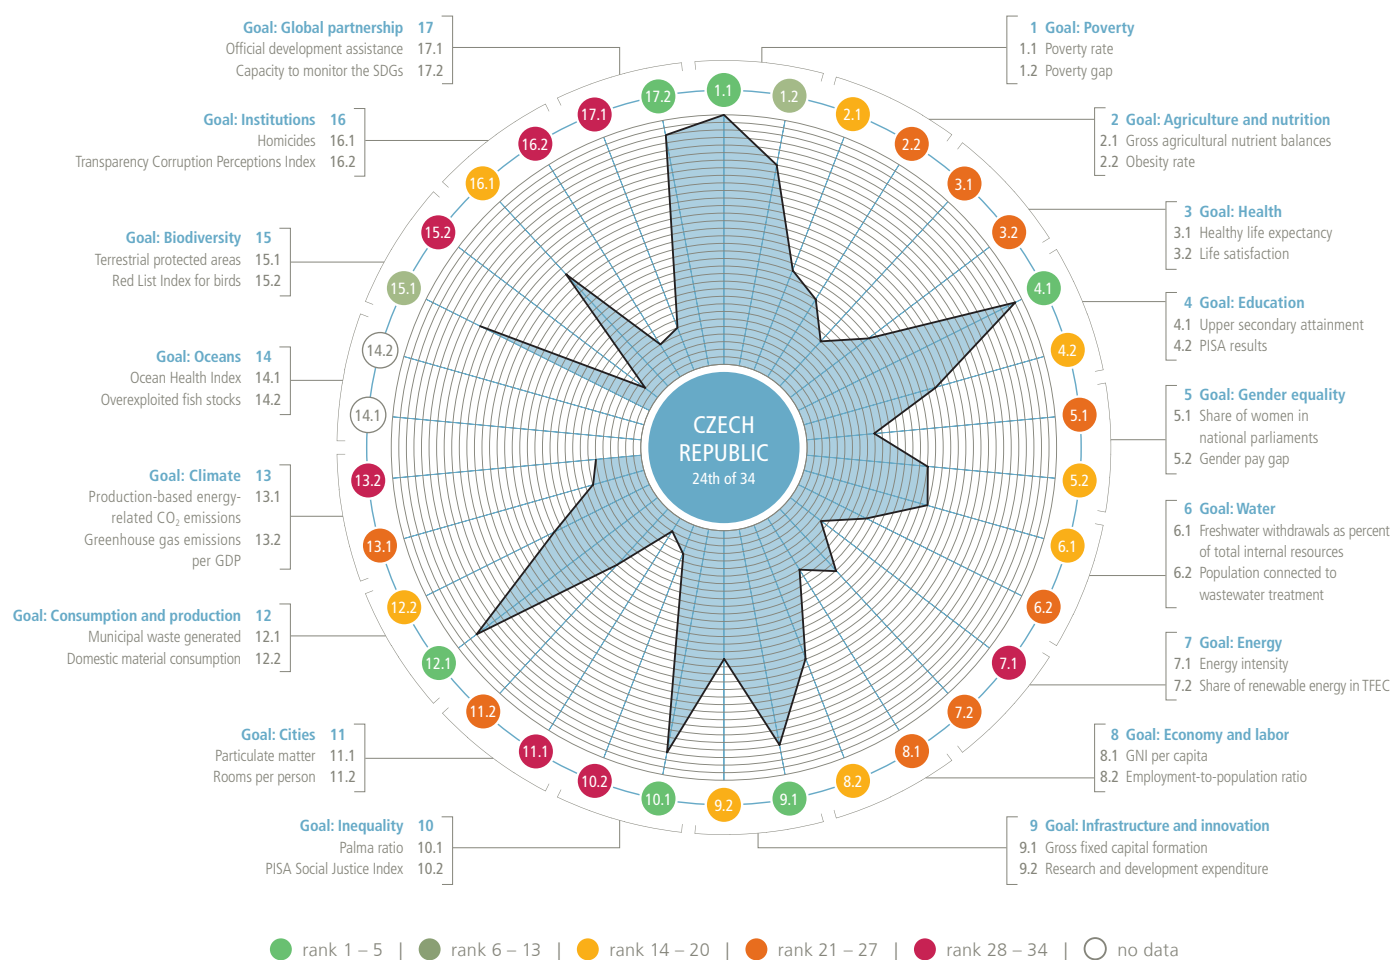 Goal: Global partnership 17
Official development assistance 17.1
Capacity to monitor the SDGs 17.2
Goal: Institutions 16
Homicides 16.1
Transparency Corruption Perceptions Index 16.2
Goal: Biodiversity 15
Terrestrial protected areas 15.1
Red List Index for birds 15.2
Goal: Oceans 14
Ocean Health Index 14.1
Overexploited fish stocks 14.2
Goal: Climate 13
Production-based energy- 13.1
related CO₂ emissions
Greenhouse gas emissions 13.2
per GDP
Goal: Consumption and production 12
Municipal waste generated 12.1
Domestic material consumption 12.2
Goal: Cities 11
Particulate matter 11.1
Rooms per person 11.2
Goal: Inequality 10
Palma ratio 10.1
PISA Social Justice Index 10.2
1.1
1.2
2.1
2.2
3.1
3.2
4.1
4.2
5.1
5.2
6.1
6.2
7.1
7.2
8.1
8.2
9.1
9.2
10.1
10.2
11.1
11.2
12.1
12.2
13.1
13.2
14.1
14.2
15.1
15.2
16.1
16.2
17.1
17.2
CZECH
REPUBLIC
24th of 34
1 Goal: Poverty
1.1 Poverty rate
1.2 Poverty gap
2 Goal: Agriculture and nutrition
2.1 Gross agricultural nutrient balances
2.2 Obesity rate
3 Goal: Health
3.1 Healthy life expectancy
3.2 Life satisfaction
4 Goal: Education
4.1 Upper secondary attainment
4.2 PISA results
5 Goal: Gender equality
5.1 Share of women in
national parliaments
5.2 Gender pay gap
6 Goal: Water
6.1 Freshwater withdrawals as percent
of total internal resources
6.2 Population connected to
wastewater treatment
7 Goal: Energy
7.1 Energy intensity
7.2 Share of renewable energy in TFEC
8 Goal: Economy and labor
8.1 GNI per capita
8.2 Employment-to-population ratio
9 Goal: Infrastructure and innovation
9.1 Gross fixed capital formation
9.2 Research and development expenditure
rank 1 – 5 | rank 6 – 13 | rank 14 – 20 | rank 21 – 27 | rank 28 – 34 | no data